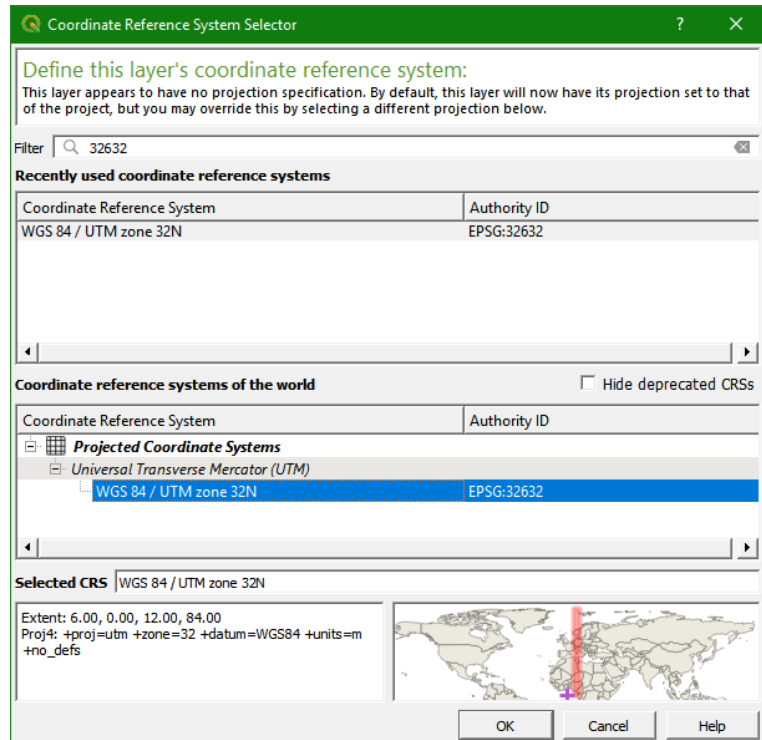 Coordinate Reference System Selector
Define this layer's coordinate reference system:
This layer appears to have no projection specification. By default, this layer will now have its projection set to that
of the project, but you may override this by selecting a different projection below.
Filter 32632
Recently used coordinate reference systems
Coordinate Reference System Authority ID
WGS 84 / UTM zone 32N EPSG:32632
Coordinate reference systems of the world Hide deprecated CRSs
Coordinate Reference System Authority ID
Projected Coordinate Systems
Universal Transverse Mercator (UTM)
WGS 84 / UTM zone 32N EPSG:32632
Selected CRS WGS 84 / UTM zone 32N
Extent: 6.00, 0.00, 12.00, 84.00
Proj4: +proj=utm +zone=32 +datum=WGS84 +units=m
+no_defs
OK Cancel Help